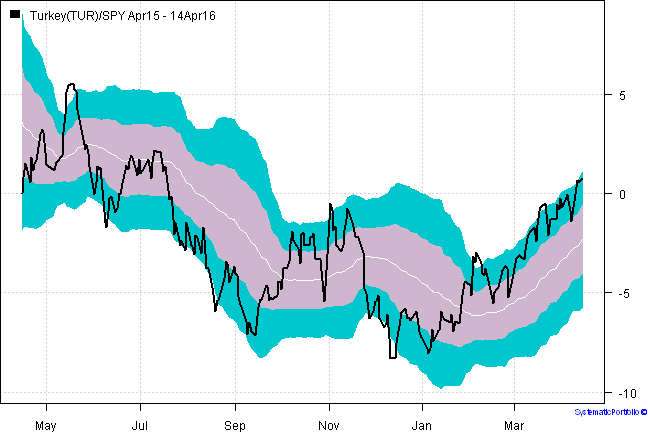 Turkey(TUR)/SPY Apr15 - 14Apr16
5
0
-5
-10
May Jul Sep Nov Jan Mar
SystematicPortfolio ©